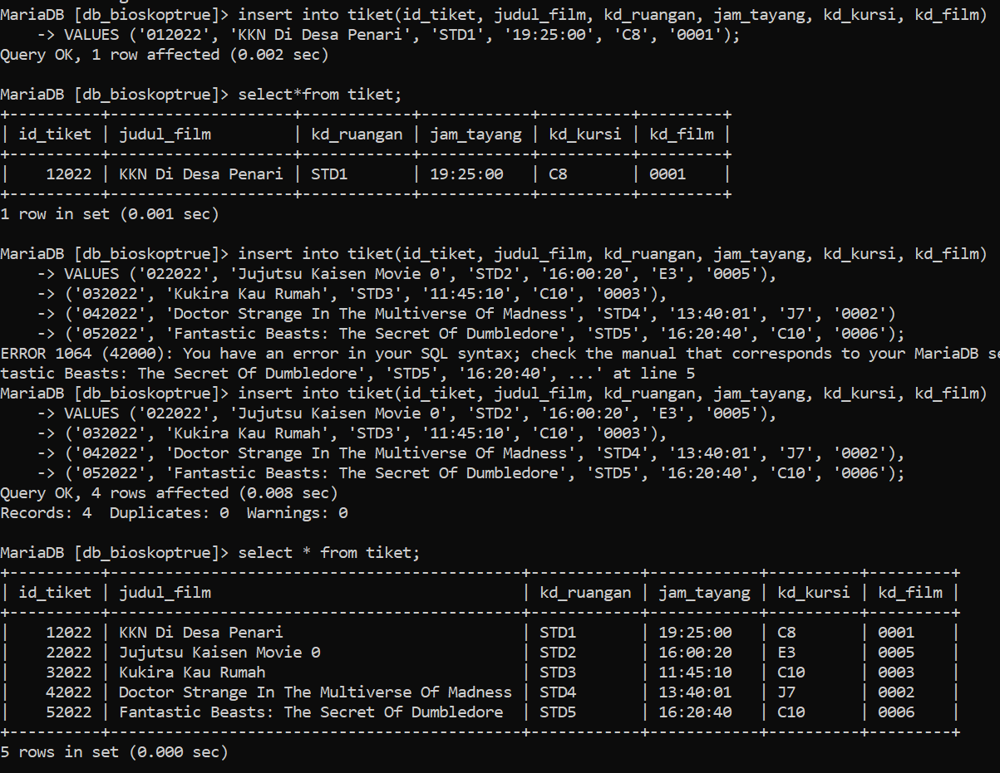 MariaDB [db_bioskoptrue]> insert into tiket(id_tiket, judul_film, kd_ruangan, jam_tayang, kd_kursi, kd_film)
    -> VALUES ('012022', 'KKN Di Desa Penari', 'STD1', '19:25:00', 'C8', '0001');
Query OK, 1 row affected (0.002 sec)

MariaDB [db_bioskoptrue]> select*from tiket;
+----------+--------------------+------------+------------+----------+---------+
| id_tiket | judul_film         | kd_ruangan | jam_tayang | kd_kursi | kd_film |
+----------+--------------------+------------+------------+----------+---------+
|    12022 | KKN Di Desa Penari | STD1       | 19:25:00   | C8       | 0001    |
+----------+--------------------+------------+------------+----------+---------+
1 row in set (0.001 sec)

MariaDB [db_bioskoptrue]> insert into tiket(id_tiket, judul_film, kd_ruangan, jam_tayang, kd_kursi, kd_film)
    -> VALUES ('022022', 'Jujutsu Kaisen Movie 0', 'STD2', '16:00:20', 'E3', '0005'),
    -> ('032022', 'Kukira Kau Rumah', 'STD3', '11:45:10', 'C10', '0003'),
    -> ('042022', 'Doctor Strange In The Multiverse Of Madness', 'STD4', '13:40:01', 'J7', '0002')
    -> ('052022', 'Fantastic Beasts: The Secret Of Dumbledore', 'STD5', '16:20:40', 'C10', '0006');
ERROR 1064 (42000): You have an error in your SQL syntax; check the manual that corresponds to your MariaDB se
tastic Beasts: The Secret Of Dumbledore', 'STD5', '16:20:40', ...' at line 5
MariaDB [db_bioskoptrue]> insert into tiket(id_tiket, judul_film, kd_ruangan, jam_tayang, kd_kursi, kd_film)
    -> VALUES ('022022', 'Jujutsu Kaisen Movie 0', 'STD2', '16:00:20', 'E3', '0005'),
    -> ('032022', 'Kukira Kau Rumah', 'STD3', '11:45:10', 'C10', '0003'),
    -> ('042022', 'Doctor Strange In The Multiverse Of Madness', 'STD4', '13:40:01', 'J7', '0002'),
    -> ('052022', 'Fantastic Beasts: The Secret Of Dumbledore', 'STD5', '16:20:40', 'C10', '0006');
Query OK, 4 rows affected (0.008 sec)
Records: 4  Duplicates: 0  Warnings: 0

MariaDB [db_bioskoptrue]> select * from tiket;
+----------+---------------------------------------------+------------+------------+----------+---------+
| id_tiket | judul_film                                  | kd_ruangan | jam_tayang | kd_kursi | kd_film |
+----------+---------------------------------------------+------------+------------+----------+---------+
|    12022 | KKN Di Desa Penari                          | STD1       | 19:25:00   | C8       | 0001    |
|    22022 | Jujutsu Kaisen Movie 0                      | STD2       | 16:00:20   | E3       | 0005    |
|    32022 | Kukira Kau Rumah                            | STD3       | 11:45:10   | C10      | 0003    |
|    42022 | Doctor Strange In The Multiverse Of Madness | STD4       | 13:40:01   | J7       | 0002    |
|    52022 | Fantastic Beasts: The Secret Of Dumbledore  | STD5       | 16:20:40   | C10      | 0006    |
+----------+---------------------------------------------+------------+------------+----------+---------+
5 rows in set (0.000 sec)